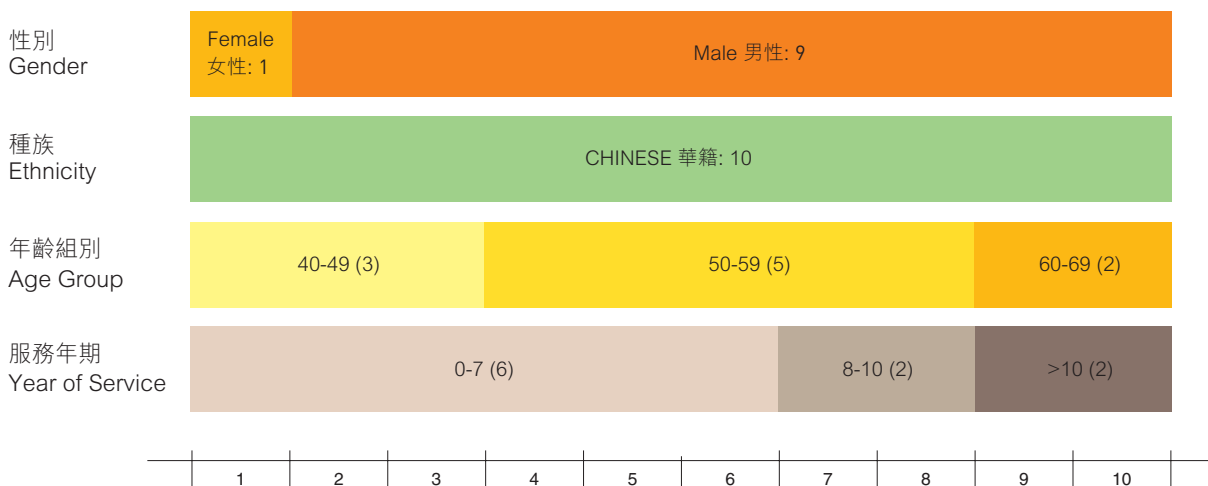 性別
Gender
Female
女性: 1
Male 男性: 9
種族
Ethnicity
CHINESE 華籍: 10
年齡組別
Age Group
40-49 (3)
50-59 (5)
60-69 (2)
服務年期
Year of Service
0-7 (6)
8-10 (2)
>10 (2)
1 2 3 4 5 6 7 8 9 10